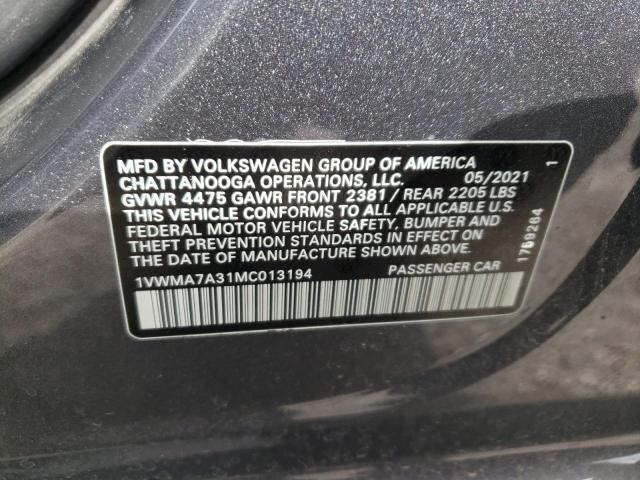 MFD BY VOLKSWAGEN GROUP OF AMERICA
CHATTANOOGA OPERATIONS, LLC. 05/2021
GVWR 4475 GAWR FRONT 2381 / REAR 2205 LBS
THIS VEHICLE CONFORMS TO ALL APPLICABLE U.S.
FEDERAL MOTOR VEHICLE SAFETY, BUMPER AND
THEFT PREVENTION STANDARDS IN EFFECT ON
THE DATE OF MANUFACTURE SHOWN ABOVE.
1VWMA7A31MC013194 PASSENGER CAR
1